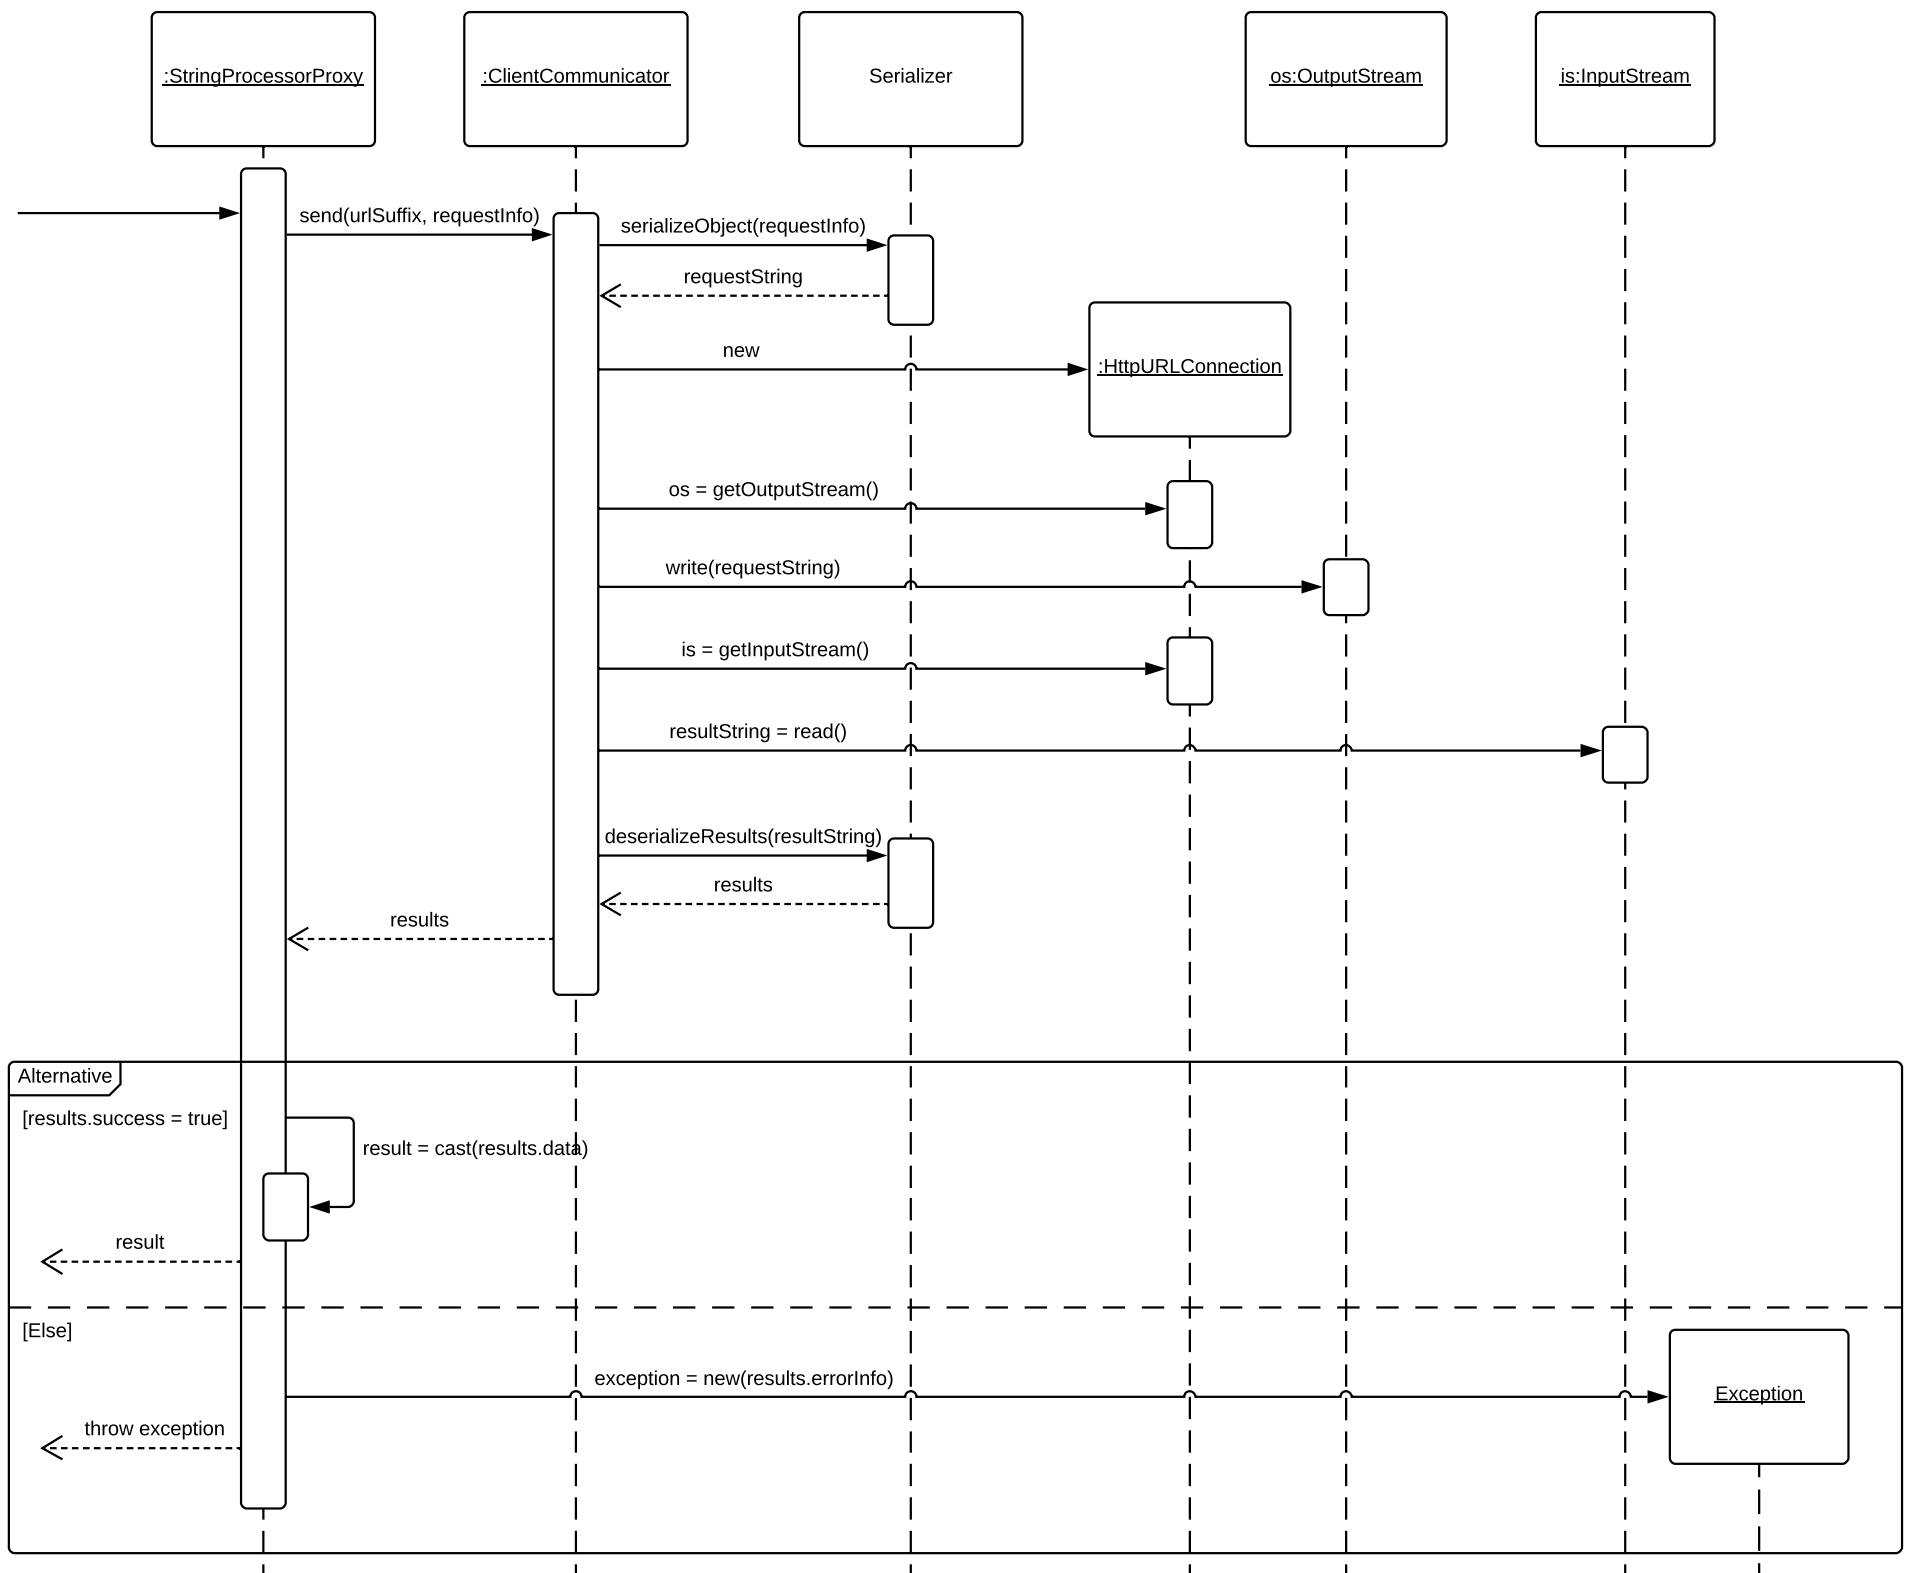 :StringProcessorProxy
:ClientCommunicator
Serializer
os:OutputStream
is:InputStream
send(urlSuffix, requestInfo)
serializeObject(requestInfo)
requestString
new
:HttpURLConnection
os = getOutputStream()
write(requestString)
is = getInputStream()
resultString = read()
deserializeResults(resultString)
results
results
Alternative
[results.success = true]
result = cast(results.data)
result
[Else]
exception = new(results.errorInfo)
Exception
throw exception